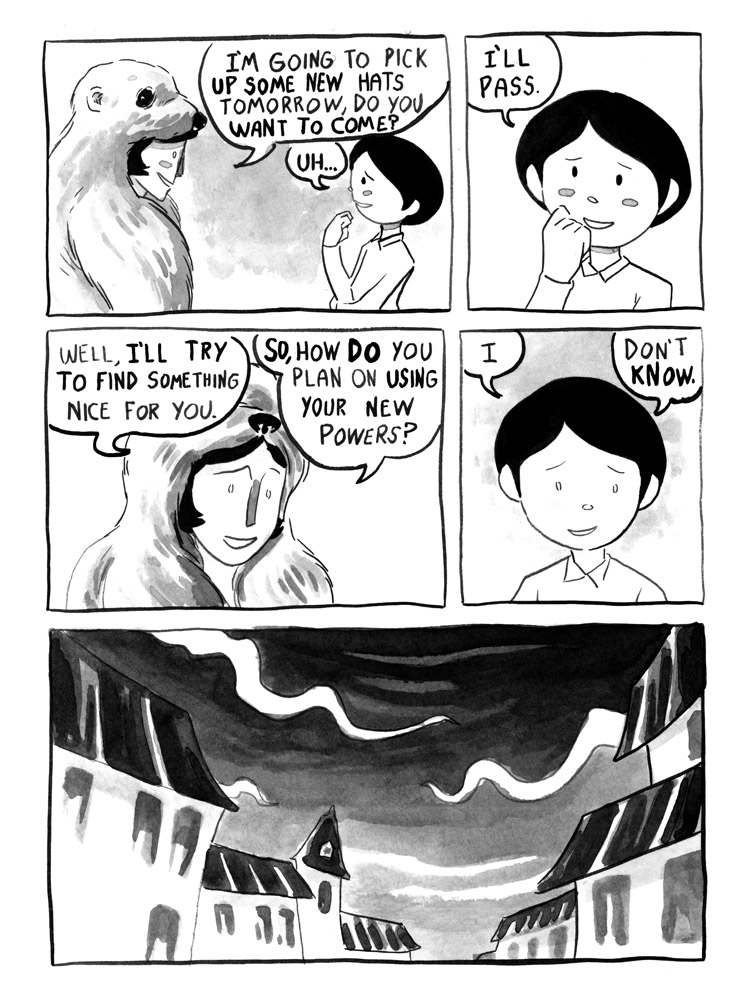 I'M GOING TO PICK
UP SOME NEW HATS
TOMORROW, DO YOU
WANT TO COME?
UH...
I'LL
PASS.
WELL, I'LL TRY
TO FIND SOMETHING
NICE FOR YOU.
SO, HOW DO YOU
PLAN ON USING
YOUR NEW
POWERS?
I
DON'T
KNOW.